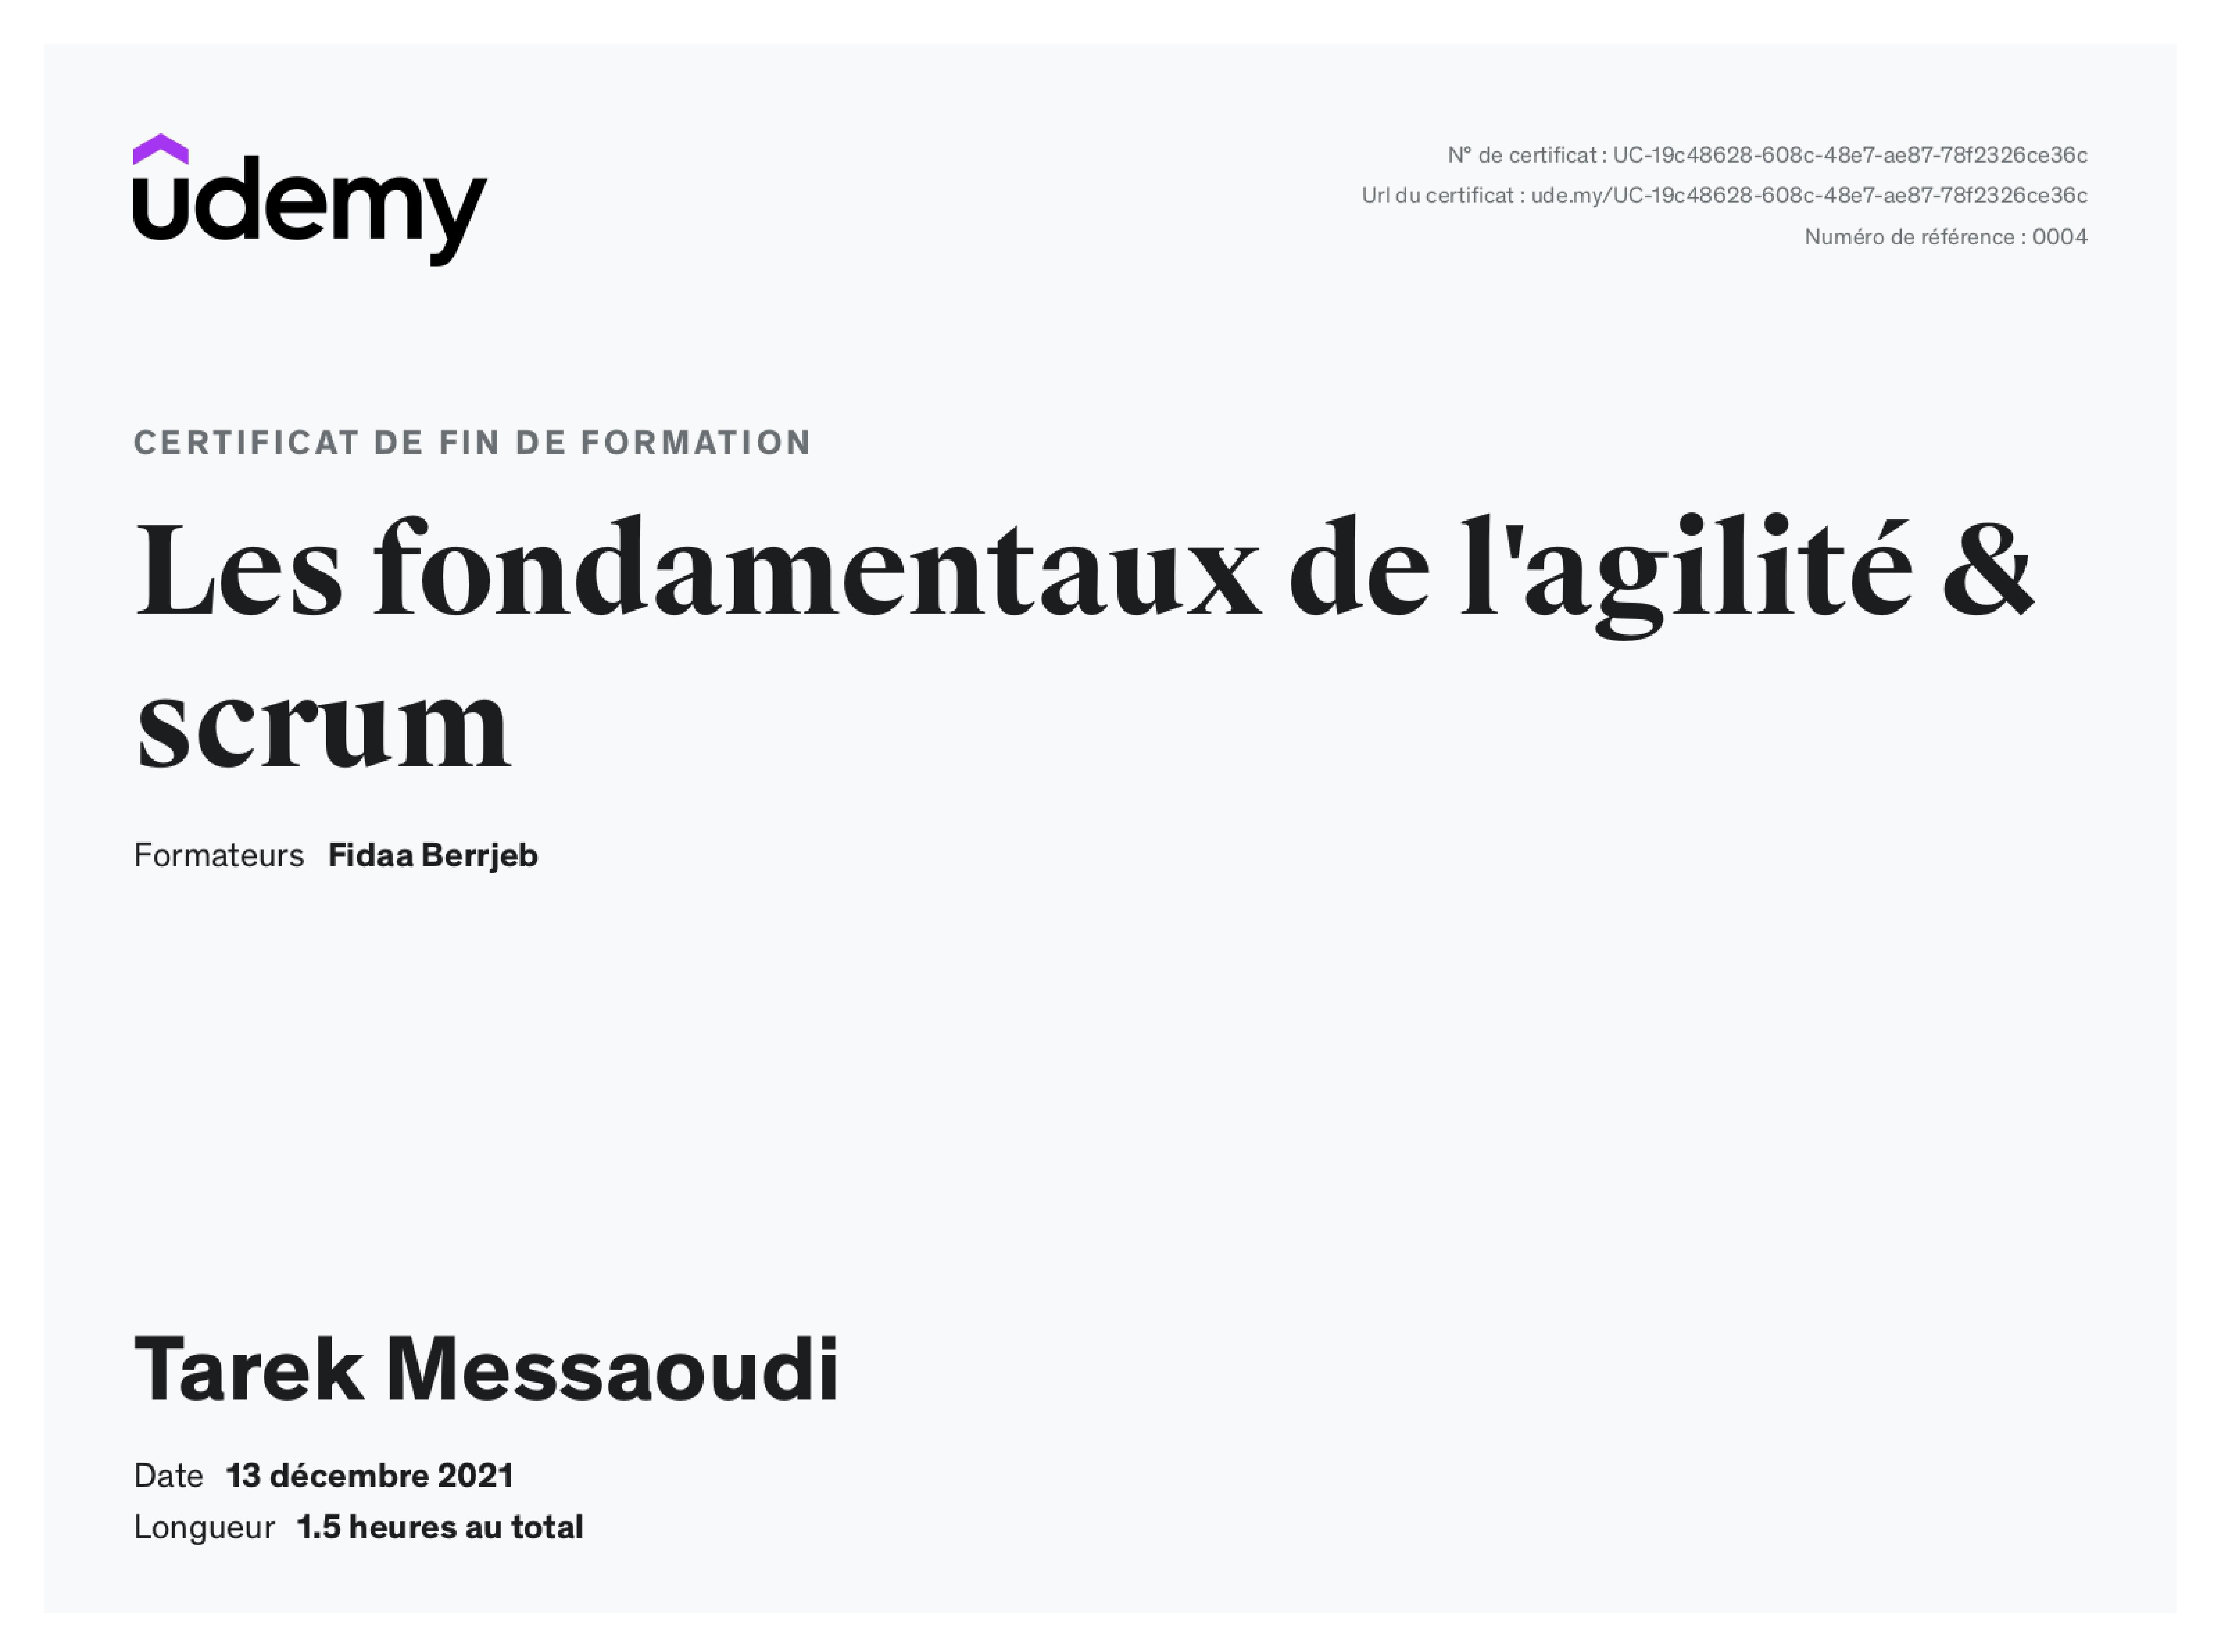 udemy
N° de certificat : UC-19c48628-608c-48e7-ae87-78f2326ce36c
Url du certificat : ude.my/UC-19c48628-608c-48e7-ae87-78f2326ce36c
Numéro de référence : 0004
CERTIFICAT DE FIN DE FORMATION
Les fondamentaux de l'agilité &
scrum
Formateurs Fidaa Berrjeb
Tarek Messaoudi
Date 13 décembre 2021
Longueur 1.5 heures au total